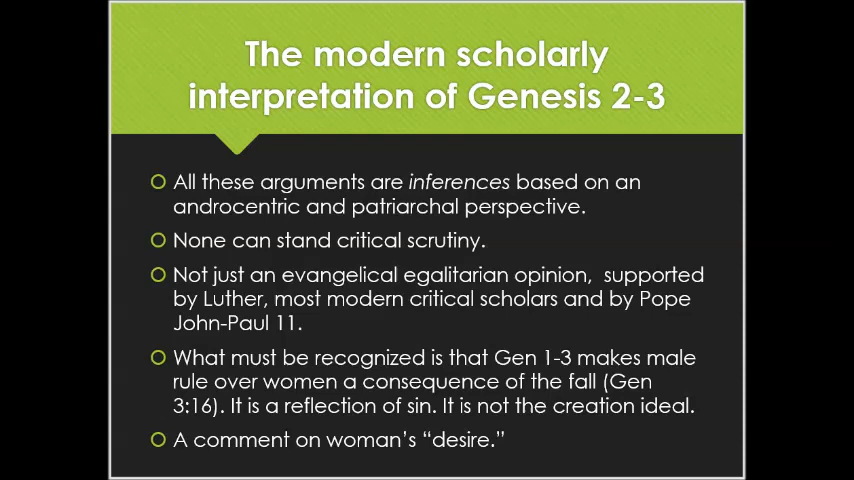 The modern scholarly
interpretation of Genesis 2-3
All these arguments are inferences based on an
androcentric and patriarchal perspective.
None can stand critical scrutiny.
Not just an evangelical egalitarian opinion,  supported
by Luther, most modern critical scholars and by Pope
John-Paul 11.
What must be recognized is that Gen 1-3 makes male
rule over women a consequence of the fall (Gen
3:16). It is a reflection of sin. It is not the creation ideal.
A comment on woman’s “desire.”